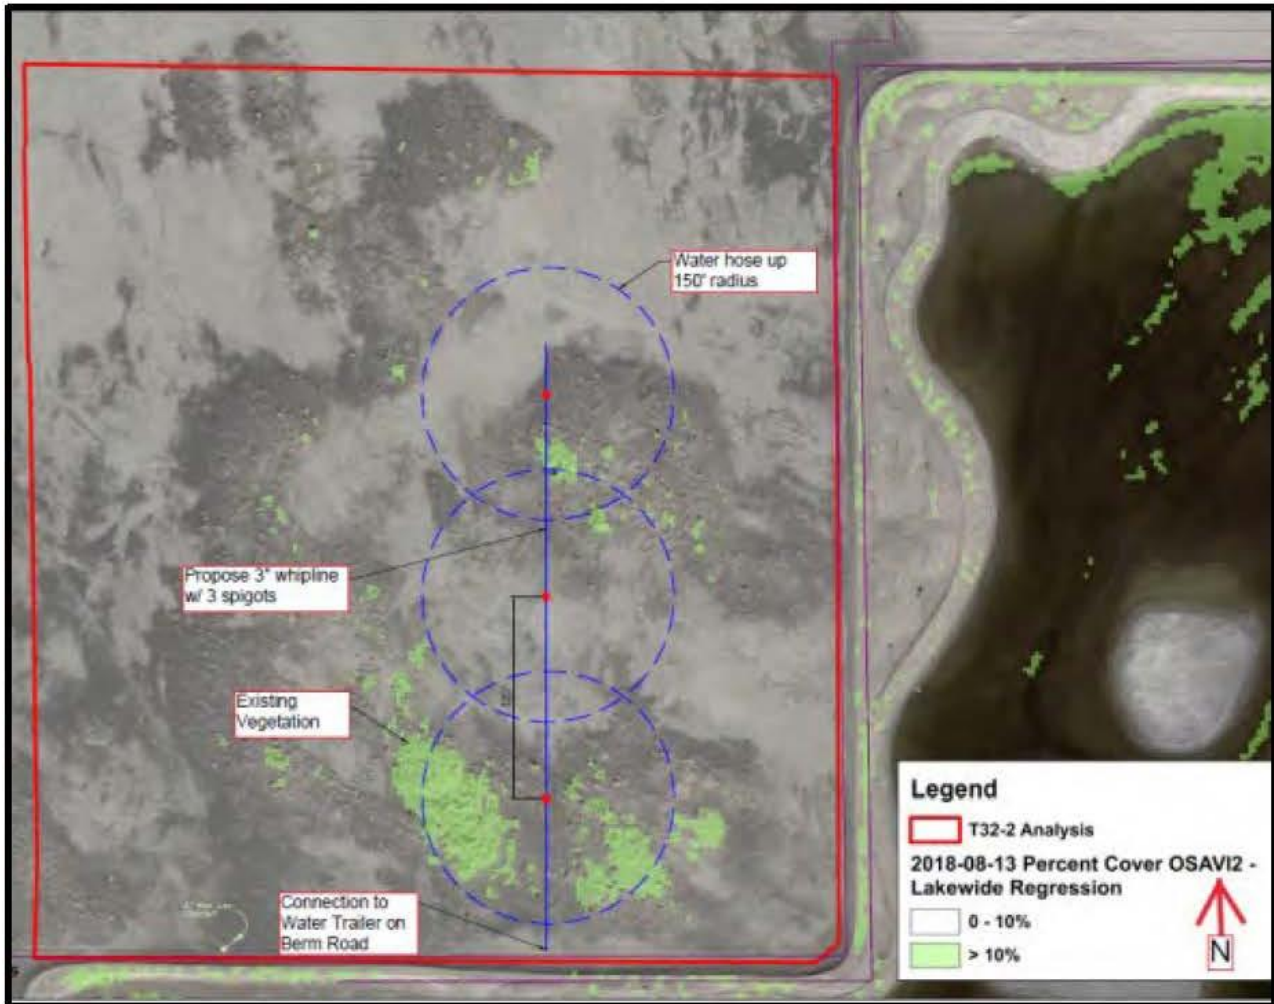 Water hose up
150' radius
Propose 3" whipline
w/ 3 spigots
Existing
Vegetation
Connection to
Water Trailer on
Berm Road
Legend
T32-2 Analysis
2018-08-13 Percent Cover OSAVI2 -
Lakewide Regression
0 - 10%
> 10%
N